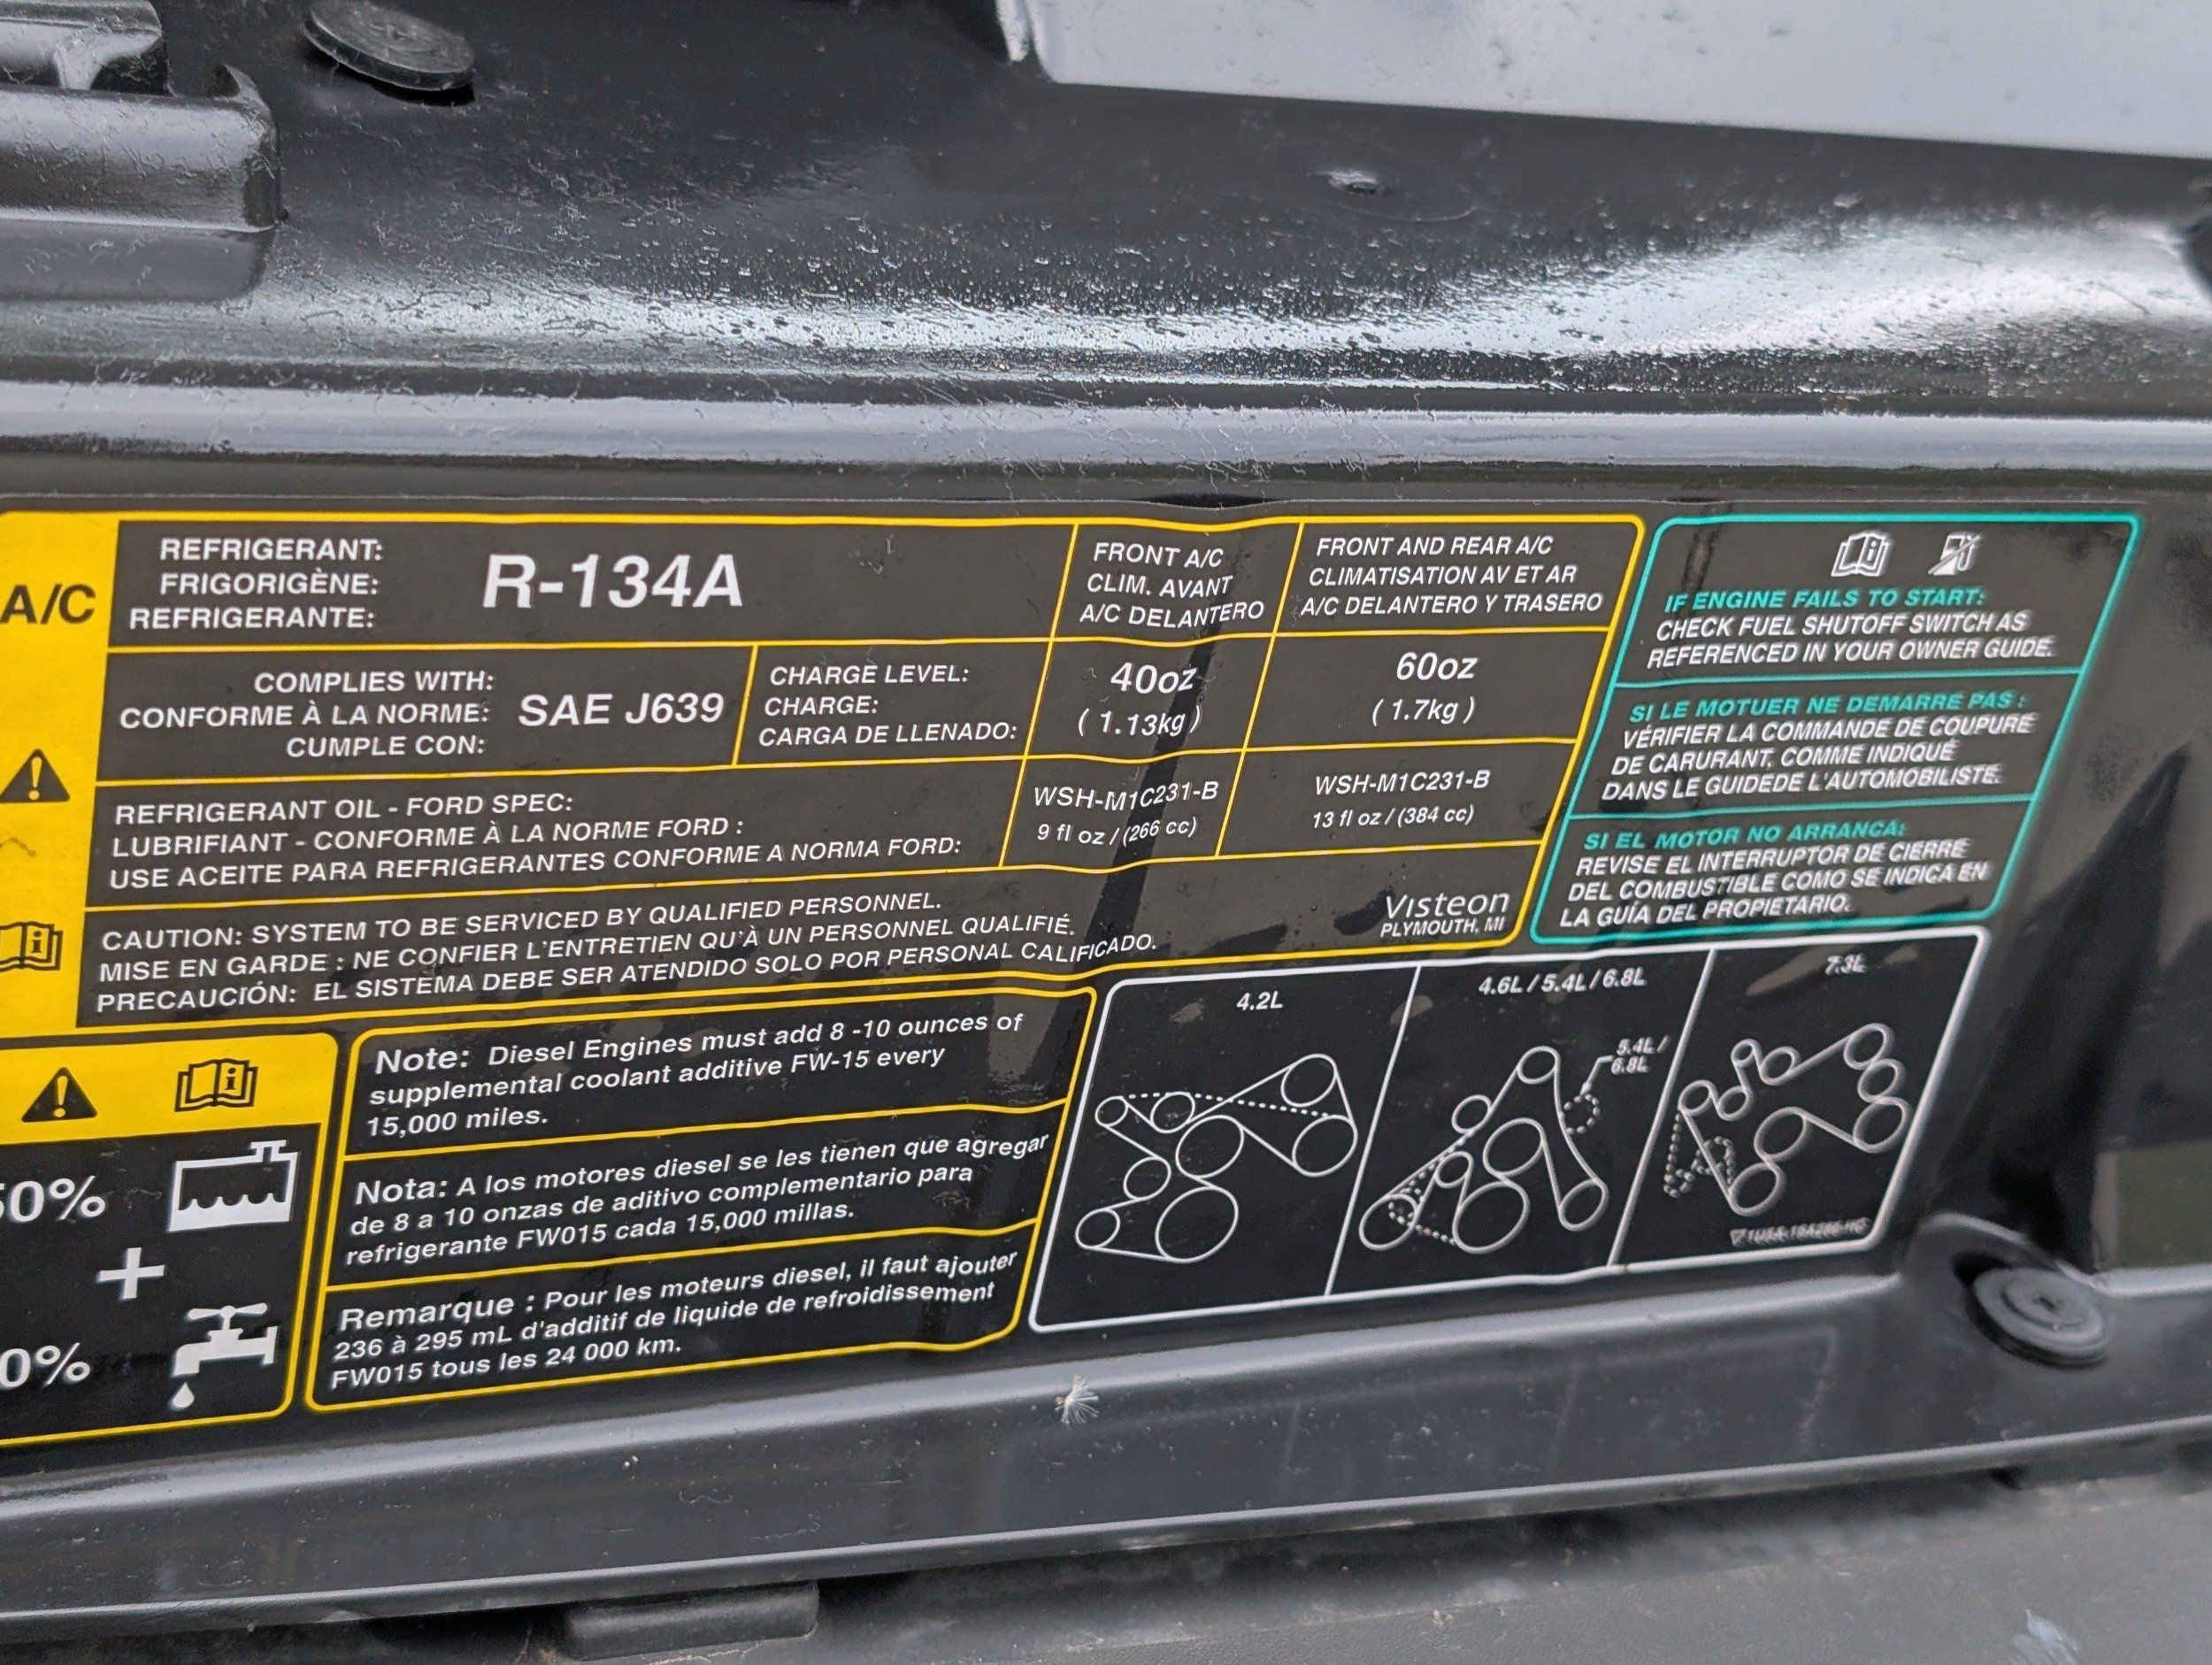 A/C
REFRIGERANT:
FRIGORIGÈNE:
REFRIGERANTE:
R-134A
FRONT A/C
CLIM. AVANT
A/C DELANTERO
FRONT AND REAR A/C
CLIMATISATION AV ET AR
A/C DELANTERO Y TRASERO
COMPLIES WITH:
CONFORME À LA NORME:
CUMPLE CON:
SAE J639
CHARGE LEVEL:
CHARGE:
CARGA DE LLENADO:
40oz
( 1.13kg )
60oz
( 1.7kg )
REFRIGERANT OIL - FORD SPEC:
LUBRIFIANT - CONFORME À LA NORME FORD :
USE ACEITE PARA REFRIGERANTES CONFORME A NORMA FORD:
WSH-M1C231-B
9 fl oz / (266 cc)
WSH-M1C231-B
13 fl oz / (384 cc)
CAUTION: SYSTEM TO BE SERVICED BY QUALIFIED PERSONNEL.
MISE EN GARDE : NE CONFIER L'ENTRETIEN QU'À UN PERSONNEL QUALIFIÉ.
PRECAUCIÓN: EL SISTEMA DEBE SER ATENDIDO SOLO POR PERSONAL CALIFICADO.
Visteon
PLYMOUTH, MI
IF ENGINE FAILS TO START:
CHECK FUEL SHUTOFF SWITCH AS
REFERENCED IN YOUR OWNER GUIDE.
SI LE MOTUER NE DEMARRE PAS :
VÉRIFIER LA COMMANDE DE COUPURE
DE CARURANT, COMME INDIQUÉ
DANS LE GUIDEDE L'AUTOMOBILISTE.
SI EL MOTOR NO ARRANCA:
REVISE EL INTERRUPTOR DE CIERRE
DEL COMBUSTIBLE COMO SE INDICA EN
LA GUÍA DEL PROPIETARIO.
50%
+
0%
Note: Diesel Engines must add 8 -10 ounces of
supplemental coolant additive FW-15 every
15,000 miles.
Nota: A los motores diesel se les tienen que agregar
de 8 a 10 onzas de aditivo complementario para
refrigerante FW015 cada 15,000 millas.
Remarque : Pour les moteurs diesel, il faut ajouter
236 à 295 mL d'additif de liquide de refroidissement
FW015 tous les 24 000 km.
4.2L
4.6L / 5.4L / 6.8L
5.4L /
6.8L
7.3L